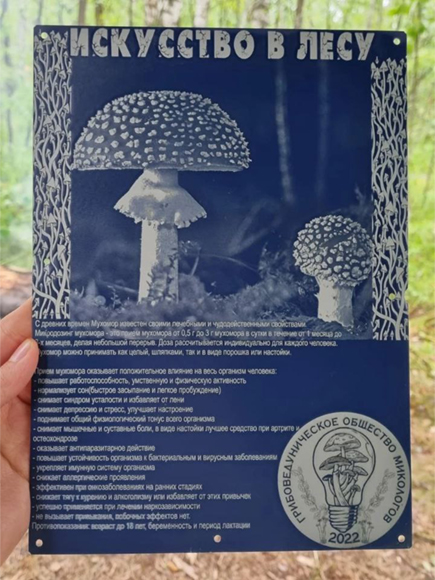 ИСКУССТВО В ЛЕСУ
С древних времен Мухомор известен своими лечебными и чудодейственными свойствами.
Микродозинг мухомора - это прием мухомора от 0,5 г до 3 г мухомора в сутки в течение от 1 месяца до
6-х месяцев, делая небольшой перерыв. Доза рассчитывается индивидуально для каждого человека.
Мухомор можно принимать как целый, шляпками, так и в виде порошка или настойки.
Прием мухомора оказывает положительное влияние на весь организм человека:
- повышает работоспособность, умственную и физическую активность
- нормализует сон(быстрое засыпание и легкое пробуждение)
- снимает синдром усталости и избавляет от лени
- снимает депрессию и стресс, улучшает настроение
- поднимает общий физиологический тонус всего организма
- снимает мышечные и суставные боли, в виде настойки лучшее средство при артрите и
остеохондрозе
- оказывает антипаразитарное действие
- повышает устойчивость организма к бактериальным и вирусным заболеваниям
- укрепляет имунную систему организма
- снижает аллергические проявления
- эффективен при онкозаболеваниях на ранних стадиях
- снижает тягу к курению и алкоголизму или избавляет от этих привычек
- успешно применяется при лечении наркозависимости
- не вызывает привыкания, побочных эффектов нет.
Противопоказания: возраст до 18 лет, беременность и период лактации
ГРИБОВЕДУНИЧЕСКОЕ ОБЩЕСТВО МИКОЛОГОВ
2022